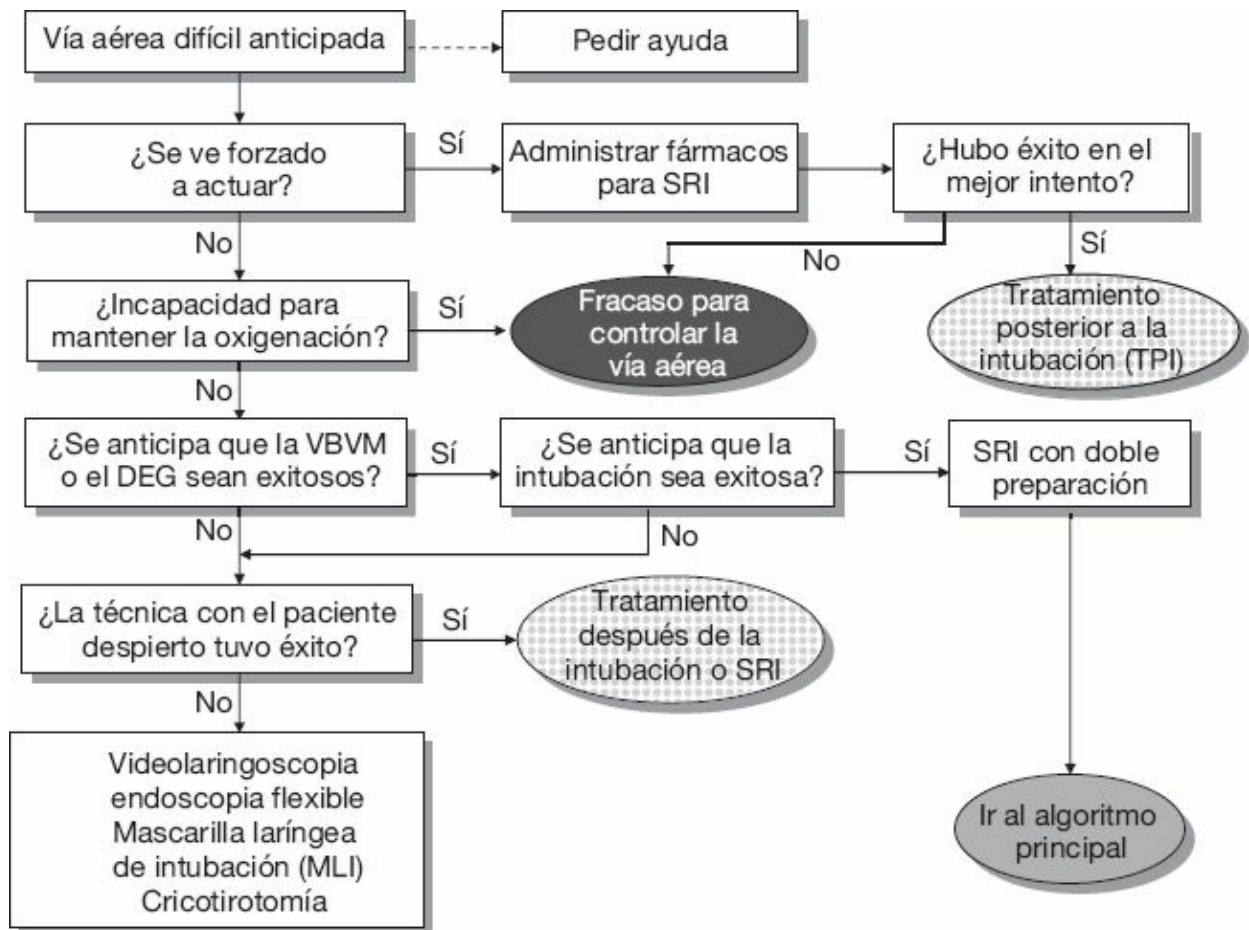 Vía aérea difícil anticipada
Pedir ayuda
¿Se ve forzado
a actuar?
Sí
Administrar fármacos
para SRI
¿Hubo éxito en el
mejor intento?
No
No
Sí
¿Incapacidad para
mantener la oxigenación?
Sí
Fracaso para
controlar la
vía aérea
Tratamiento
posterior a la
intubación (TPI)
No
¿Se anticipa que la VBVM
o el DEG sean exitosos?
Sí
¿Se anticipa que la
intubación sea exitosa?
Sí
SRI con doble
preparación
No
No
¿La técnica con el paciente
despierto tuvo éxito?
Sí
Tratamiento
después de la
intubación o SRI
No
Videolaringoscopia
endoscopia flexible
Mascarilla laríngea
de intubación (MLI)
Cricotirotomía
Ir al algoritmo
principal